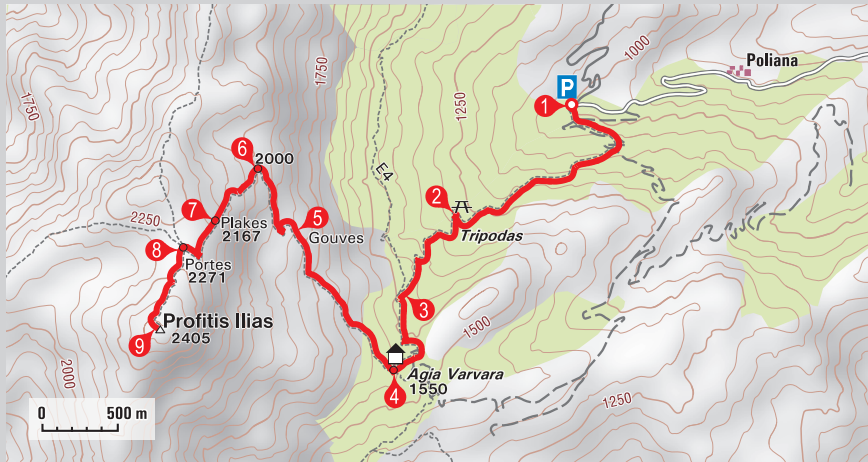 1000
Poliana
1750
1750
P
1
1250
6
2000
E4
2
7
5
Plakes
2167
Gouves
2250
Tripodas
8
Portes
2271
3
Profitis Ilias
2405
9
1500
Agia Varvara
1550
4
2000
1250
0 500 m